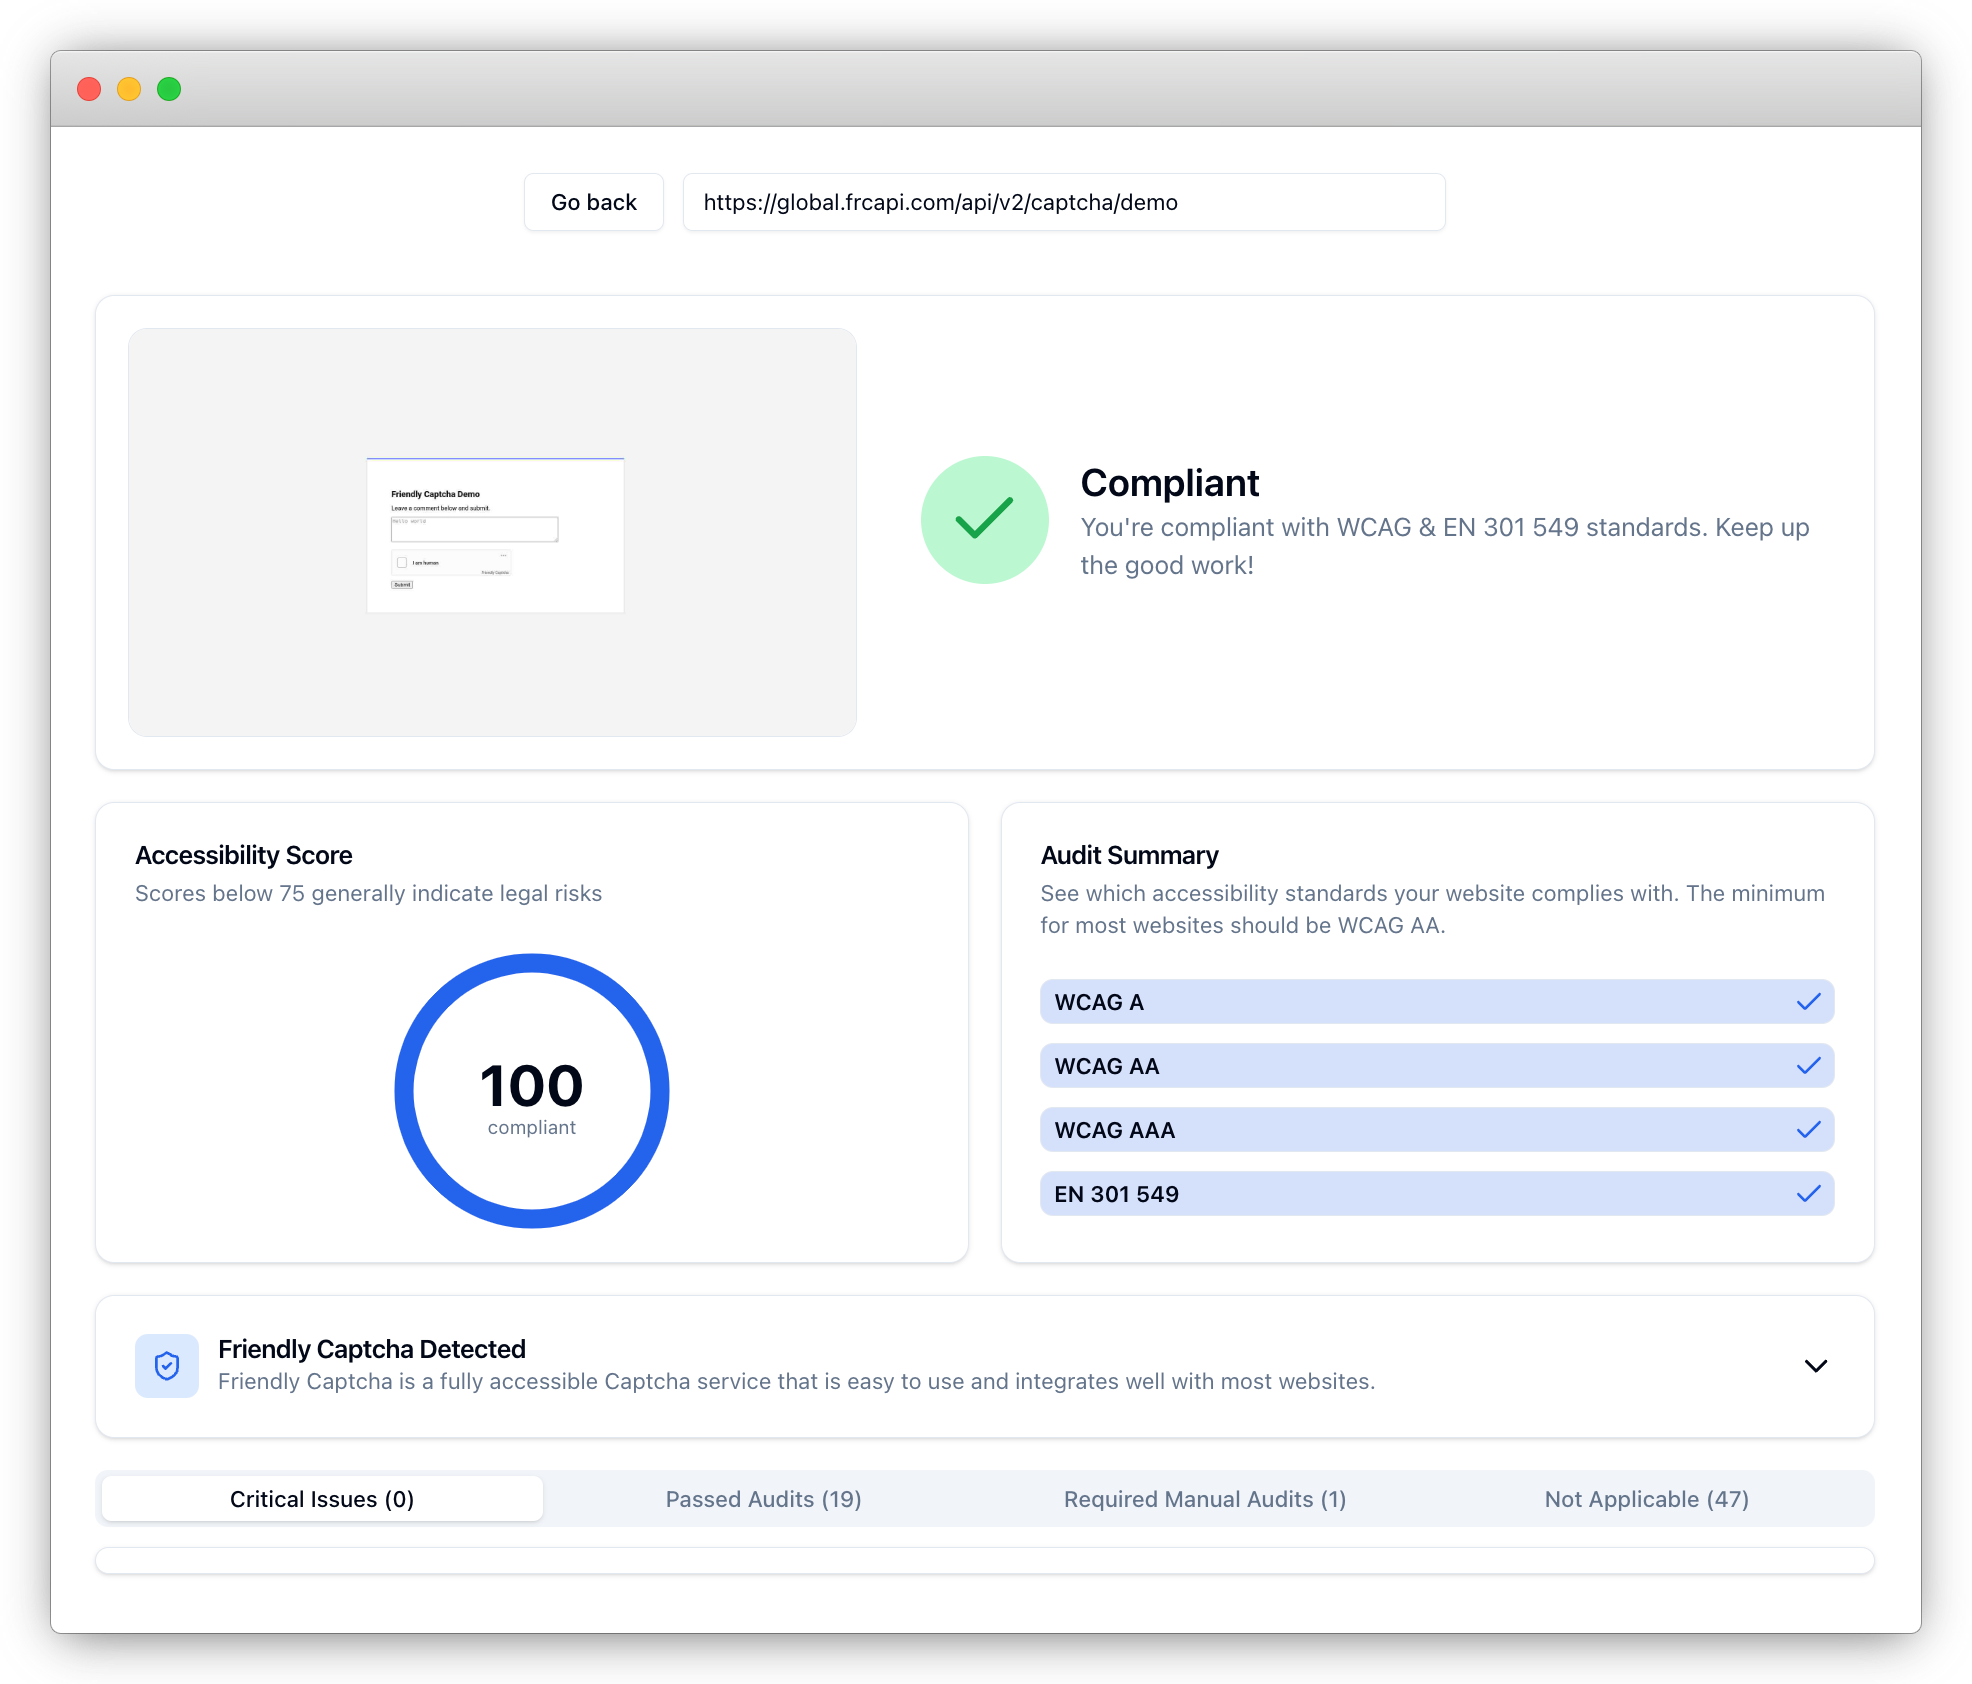 Go back
https://global.frcapi.com/api/v2/captcha/demo
Friendly Captcha Demo
Leave a comment below and submit.
Hello world
I am human
Friendly Captcha
Submit
Compliant
You're compliant with WCAG & EN 301 549 standards. Keep up
the good work!
Accessibility Score
Scores below 75 generally indicate legal risks
100
compliant
Audit Summary
See which accessibility standards your website complies with. The minimum
for most websites should be WCAG AA.
WCAG A
WCAG AA
WCAG AAA
EN 301 549
Friendly Captcha Detected
Friendly Captcha is a fully accessible Captcha service that is easy to use and integrates well with most websites.
Critical Issues (0)
Passed Audits (19)
Required Manual Audits (1)
Not Applicable (47)